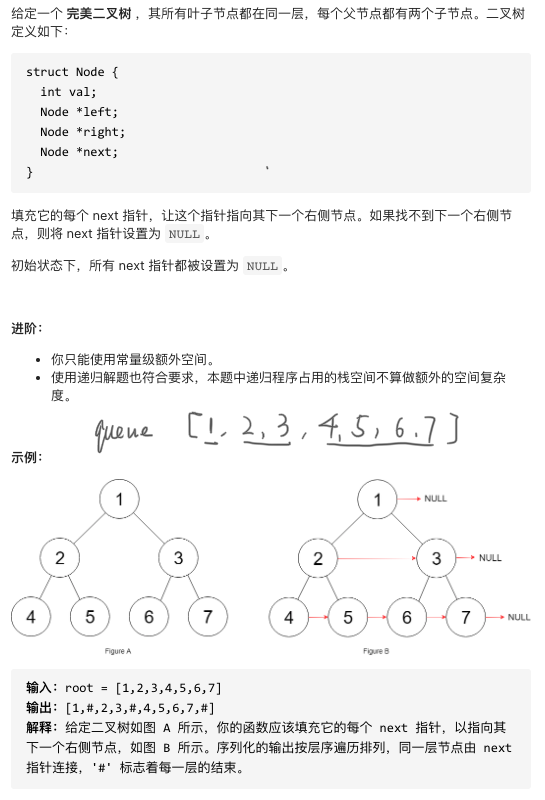 给定一个 完美二叉树 ，其所有叶子节点都在同一层，每个父节点都有两个子节点。二叉树
定义如下：
struct Node {
  int val;
  Node *left;
  Node *right;
  Node *next;
}
填充它的每个 next 指针，让这个指针指向其下一个右侧节点。如果找不到下一个右侧节
点，则将 next 指针设置为 NULL 。
初始状态下，所有 next 指针都被设置为 NULL 。
进阶：
• 你只能使用常量级额外空间。
• 使用递归解题也符合要求，本题中递归程序占用的栈空间不算做额外的空间复杂
度。
queue [1, 2, 3, 4, 5, 6, 7]
示例：
1
2 3
4 5 6 7
Figure A
1 NULL
2 3 NULL
4 5 6 7 NULL
Figure B
输入：root = [1,2,3,4,5,6,7]
输出：[1,#,2,3,#,4,5,6,7,#]
解释：给定二叉树如图 A 所示，你的函数应该填充它的每个 next 指针，以指向其
下一个右侧节点，如图 B 所示。序列化的输出按层序遍历排列，同一层节点由 next
指针连接，'#' 标志着每一层的结束。